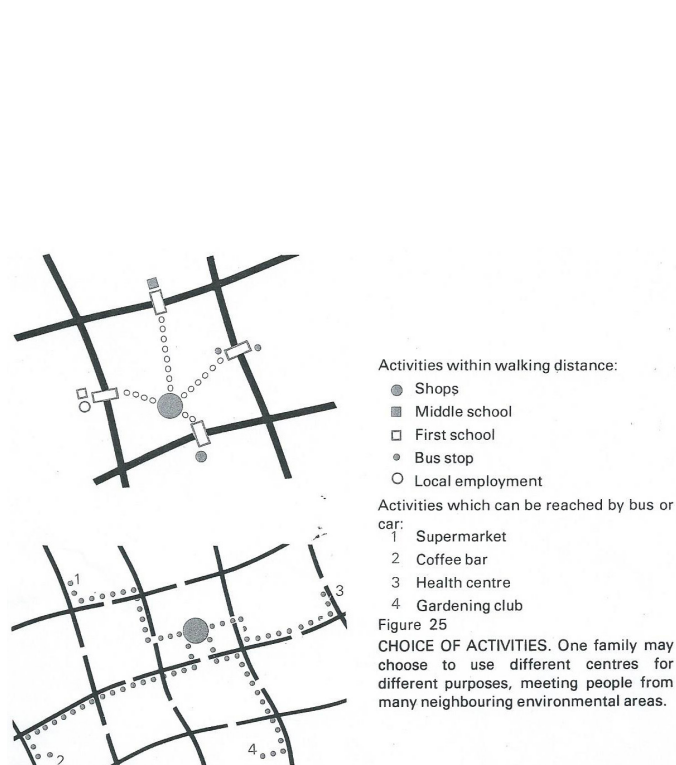 Activities within walking distance:
Shops
Middle school
First school
Bus stop
Local employment
Activities which can be reached by bus or
car:
1 Supermarket
2 Coffee bar
3 Health centre
4 Gardening club
Figure 25
CHOICE OF ACTIVITIES. One family may
choose to use different centres for
different purposes, meeting people from
many neighbouring environmental areas.
1
3
2
4